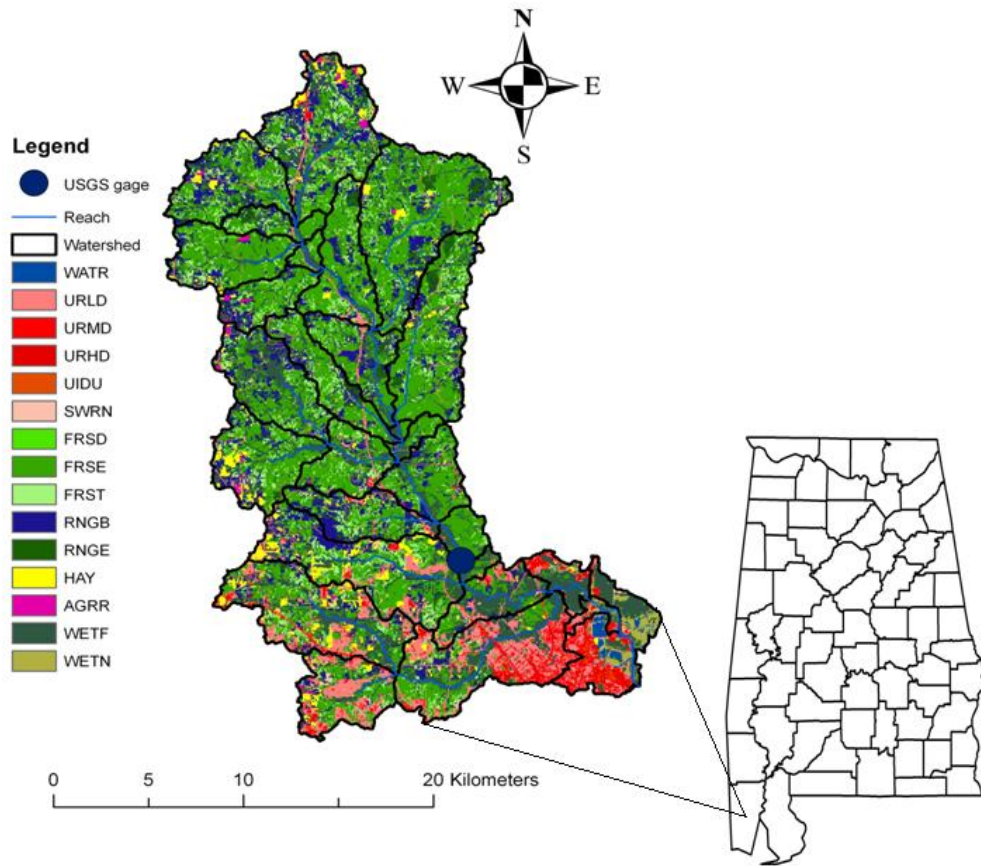 N
W E
S
Legend
USGS gage
Reach
Watershed
WATR
URLD
URMD
URHD
UIDU
SWRN
FRSD
FRSE
FRST
RNGB
RNGE
HAY
AGRR
WETF
WETN
0 5 10 20 Kilometers